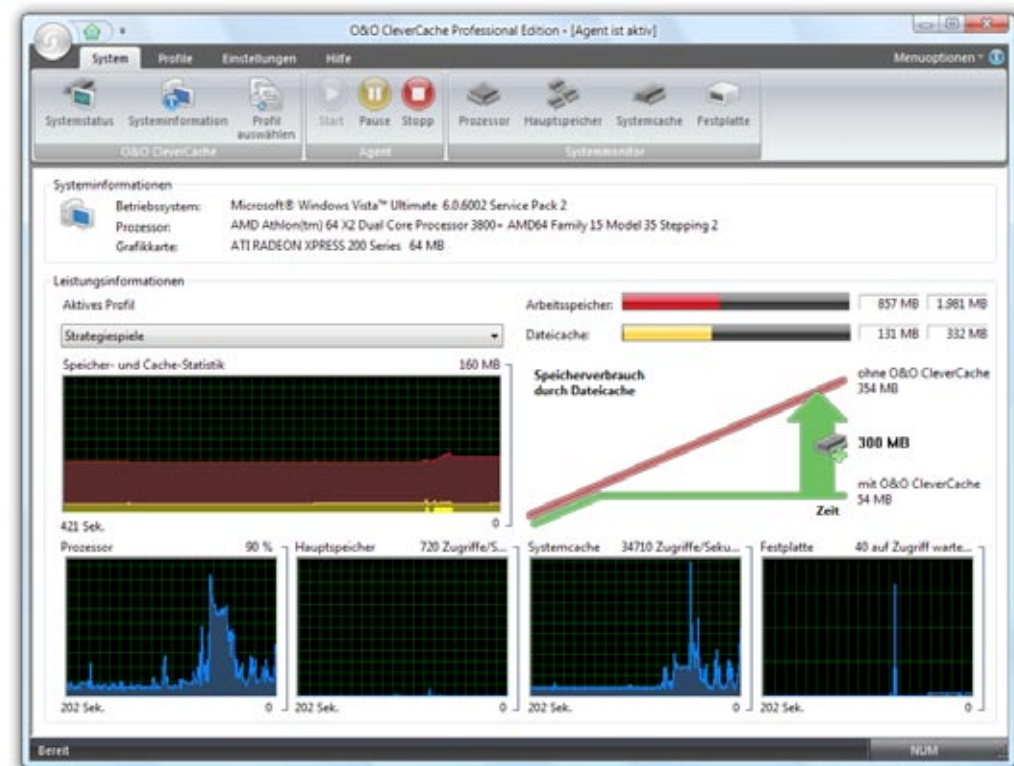 O&O CleverCache Professional Edition - [Agent ist aktiv]
System Profile Einstellungen Hilfe Menuoptionen
Systemstatus Systeminformation Profil auswählen Start Pause Stopp Prozessor Hauptspeicher Systemcache Festplatte
O&O CleverCache Agent Systemmonitor
Systeminformationen
Betriebssystem: Microsoft® Windows Vista™ Ultimate 6.0.6002 Service Pack 2
Prozessor: AMD Athlon(tm) 64 X2 Dual Core Processor 3800+ AMD64 Family 15 Model 35 Stepping 2
Grafikkarte: ATI RADEON XPRESS 200 Series 64 MB
Leistungsinformationen
Aktives Profil
Strategiespiele
Arbeitsspeicher: 857 MB 1.981 MB
Dateicache: 131 MB 332 MB
Speicher- und Cache-Statistik 160 MB
421 Sek. 0
Speicherverbrauch
durch Dateicache
ohne O&O CleverCache
354 MB
300 MB
mit O&O CleverCache
54 MB
Zeit
Prozessor 90 % Hauptspeicher 720 Zugriffe/S... Systemcache 34710 Zugriffe/Seku... Festplatte 40 auf Zugriff warte...
202 Sek. 0 202 Sek. 0 202 Sek. 0 202 Sek. 0
Bereit NUM